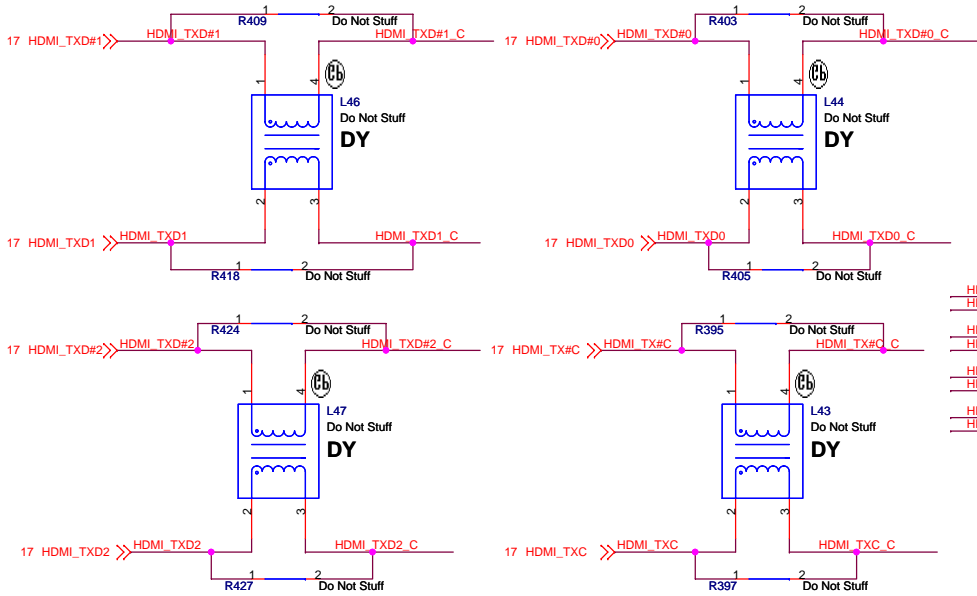 1 2
R409 Do Not Stuff
17 HDMI_TXD#1 HDMI_TXD#1 HDMI_TXD#1_C
1 4
L46
Do Not Stuff
DY
2 3
17 HDMI_TXD1 HDMI_TXD1 HDMI_TXD1_C
1 2
R418 Do Not Stuff
1 2
R403 Do Not Stuff
17 HDMI_TXD#0 HDMI_TXD#0 HDMI_TXD#0_C
1 4
L44
Do Not Stuff
DY
2 3
17 HDMI_TXD0 HDMI_TXD0 HDMI_TXD0_C
1 2
R405 Do Not Stuff
1 2
R424 Do Not Stuff
17 HDMI_TXD#2 HDMI_TXD#2 HDMI_TXD#2_C
1 4
L47
Do Not Stuff
DY
2 3
17 HDMI_TXD2 HDMI_TXD2 HDMI_TXD2_C
1 2
R427 Do Not Stuff
1 2
R395 Do Not Stuff
17 HDMI_TX#C HDMI_TX#C HDMI_TX#C_C
1 4
L43
Do Not Stuff
DY
2 3
17 HDMI_TXC HDMI_TXC HDMI_TXC_C
1 2
R397 Do Not Stuff